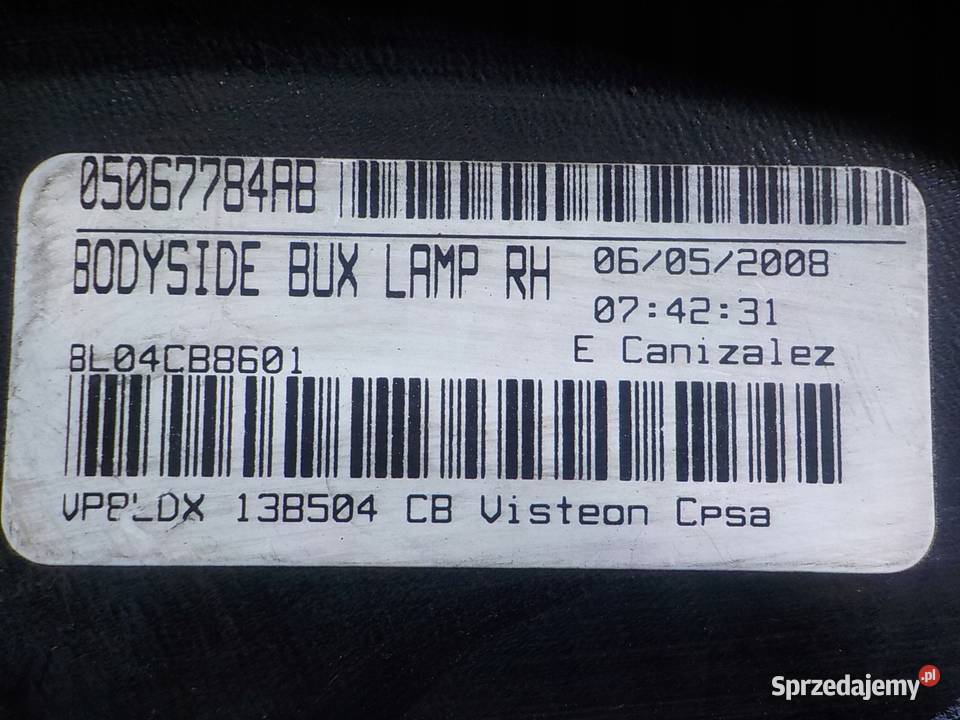 05067784AB
BODYSIDE BUX LAMP RH
06/05/2008
07:42:31
8L04CB8601
E Canizalez
VP8LDX 13B504 CB Visteon Cpsa
Sprzedajemy.pl